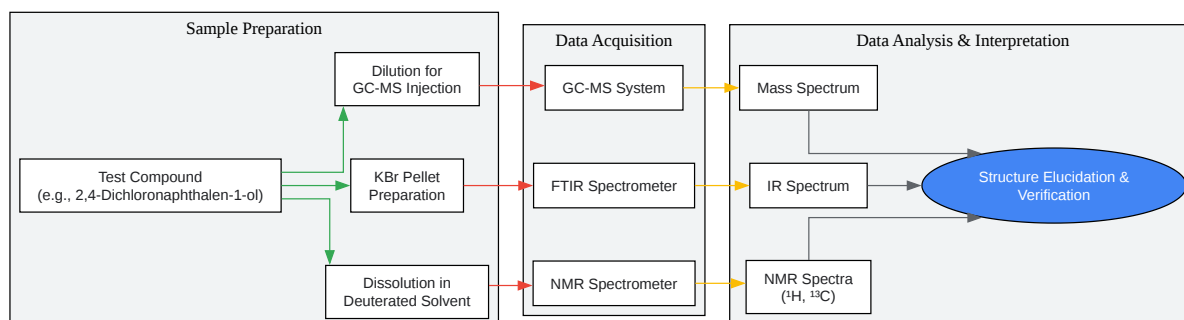 Sample Preparation
Data Acquisition
Data Analysis & Interpretation
Dilution for
GC-MS Injection
GC-MS System
Mass Spectrum
Test Compound
(e.g., 2,4-Dichloronaphthalen-1-ol)
KBr Pellet
Preparation
FTIR Spectrometer
IR Spectrum
Structure Elucidation &
Verification
Dissolution in
Deuterated Solvent
NMR Spectrometer
NMR Spectra
(¹H, ¹³C)